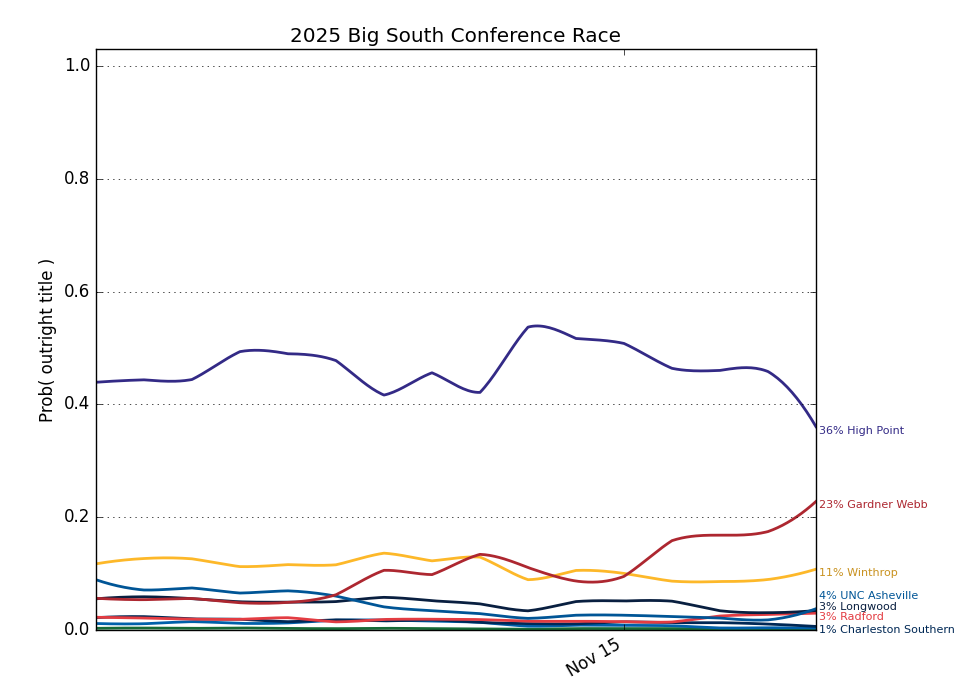 2025 Big South Conference Race
Prob( outright title )
1.0
0.8
0.6
0.4
0.2
0.0
36% High Point
23% Gardner Webb
11% Winthrop
4% UNC Asheville
3% Longwood
3% Radford
1% Charleston Southern
Nov 15